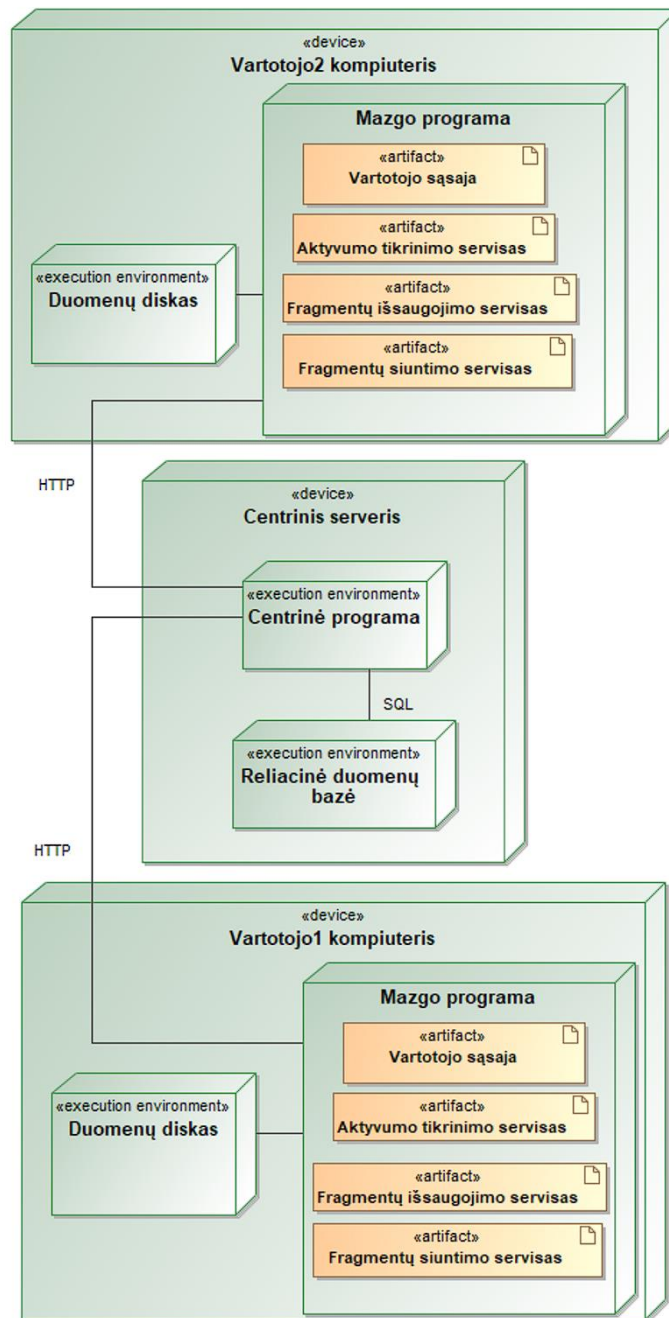 «device»
Vartotojo2 kompiuteris
Mazgo programa
«artifact»
Vartotojo sąsaja
«artifact»
Aktyvumo tikrinimo servisas
«execution environment»
Duomenų diskas
«artifact»
Fragmentų išsaugojimo servisas
«artifact»
Fragmentų siuntimo servisas
HTTP
«device»
Centrinis serveris
«execution environment»
Centrinė programa
SQL
«execution environment»
Reliacinė duomenų
bazė
HTTP
«device»
Vartotojo1 kompiuteris
Mazgo programa
«artifact»
Vartotojo sąsaja
«execution environment»
Duomenų diskas
«artifact»
Aktyvumo tikrinimo servisas
«artifact»
Fragmentų išsaugojimo servisas
«artifact»
Fragmentų siuntimo servisas